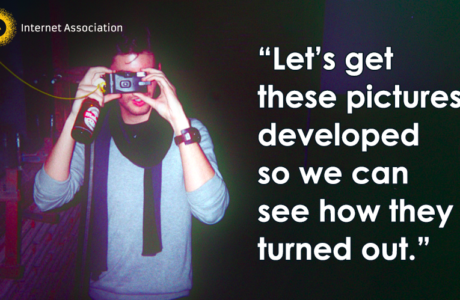 Internet Association
“Let’s get
these pictures
developed
so we can
see how they
turned out.”